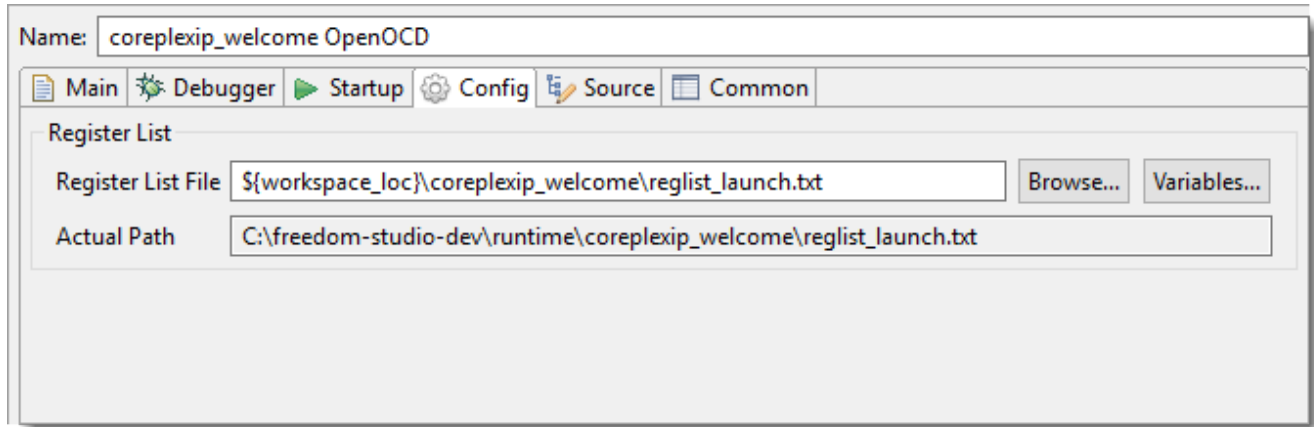 Name: coreplexip_welcome OpenOCD
Main Debugger Startup Config Source Common
Register List
Register List File ${workspace_loc}\coreplexip_welcome\reglist_launch.txt Browse... Variables...
Actual Path C:\freedom-studio-dev\runtime\coreplexip_welcome\reglist_launch.txt